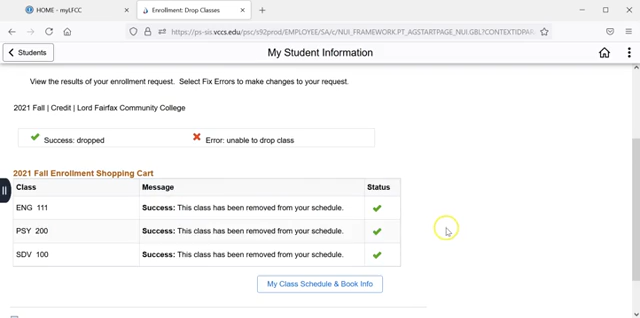 HOME - myLFCC
Enrollment: Drop Classes
https://ps-sis.vccs.edu/psc/s92prod/EMPLOYEE/SA/c/NUI_FRAMEWORK.PT_AGSTARTPAGE_NUI.GBL?CONTEXTIDPAR
Students
My Student Information
View the results of your enrollment request. Select Fix Errors to make changes to your request.
2021 Fall | Credit | Lord Fairfax Community College
Success: dropped
Error: unable to drop class
2021 Fall Enrollment Shopping Cart
Class Message Status
ENG 111 Success: This class has been removed from your schedule.
PSY 200 Success: This class has been removed from your schedule.
SDV 100 Success: This class has been removed from your schedule.
My Class Schedule & Book Info